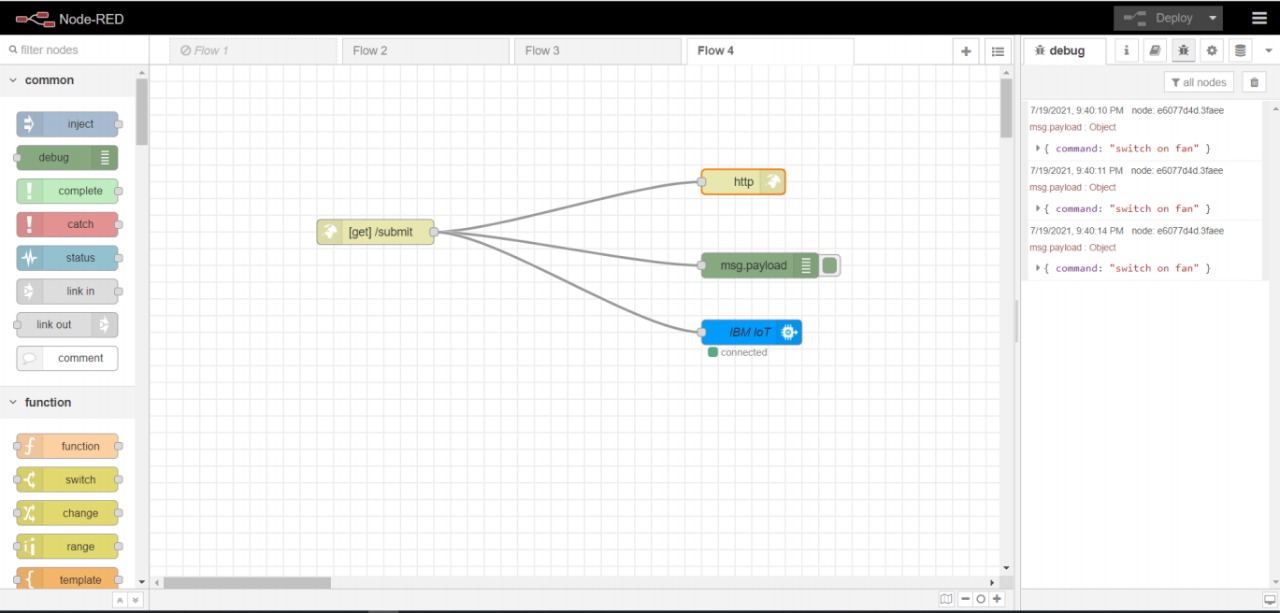 Node-RED
Deploy
filter nodes
Flow 1
Flow 2
Flow 3
Flow 4
debug
i
all nodes
common
inject
debug
complete
catch
status
link in
link out
comment
function
function
switch
change
range
template
[get] /submit
http
msg.payload
IBM IoT
connected
7/19/2021, 9:40:10 PM node: e6077d4d.3faee
msg.payload : Object
{ command: "switch on fan" }
7/19/2021, 9:40:11 PM node: e6077d4d.3faee
msg.payload : Object
{ command: "switch on fan" }
7/19/2021, 9:40:14 PM node: e6077d4d.3faee
msg.payload : Object
{ command: "switch on fan" }